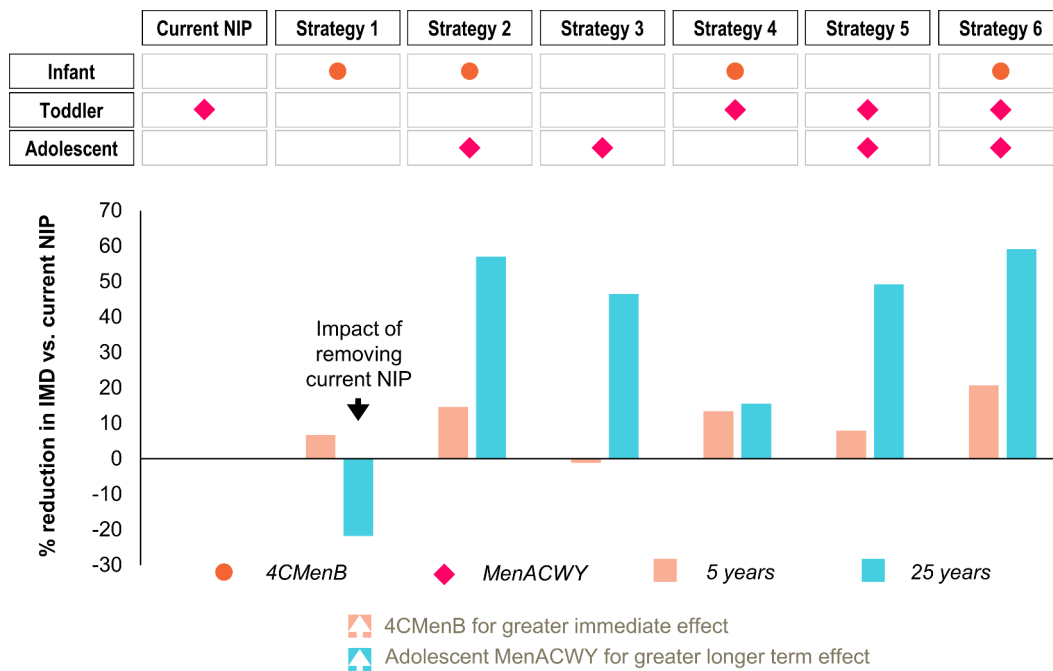 Current NIP Strategy 1 Strategy 2 Strategy 3 Strategy 4 Strategy 5 Strategy 6
Infant
Toddler
Adolescent
% reduction in IMD vs. current NIP
70
60
50
40
30
20
10
0
-10
-20
-30
Impact of
removing
current NIP
4CMenB MenACWY 5 years 25 years
4CMenB for greater immediate effect
Adolescent MenACWY for greater longer term effect